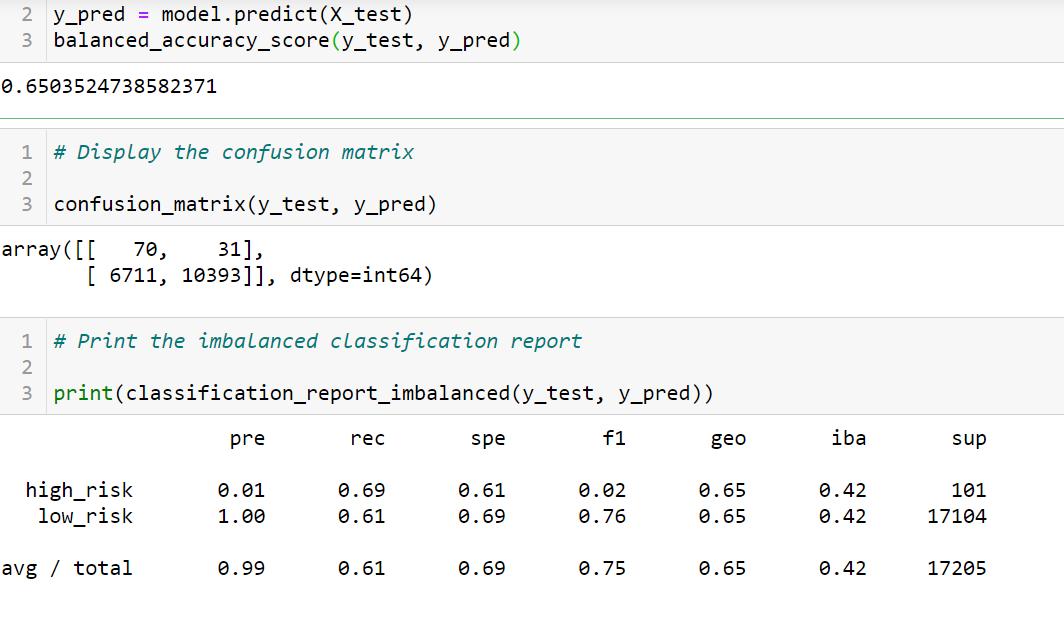 2 y_pred = model.predict(X_test)
3 balanced_accuracy_score(y_test, y_pred)
0.6503524738582371
1 # Display the confusion matrix
2
3 confusion_matrix(y_test, y_pred)
array([[   70,    31],
       [ 6711, 10393]], dtype=int64)
1 # Print the imbalanced classification report
2
3 print(classification_report_imbalanced(y_test, y_pred))
pre rec spe f1 geo iba sup
high_risk 0.01 0.69 0.61 0.02 0.65 0.42 101
low_risk 1.00 0.61 0.69 0.76 0.65 0.42 17104
avg / total 0.99 0.61 0.69 0.75 0.65 0.42 17205